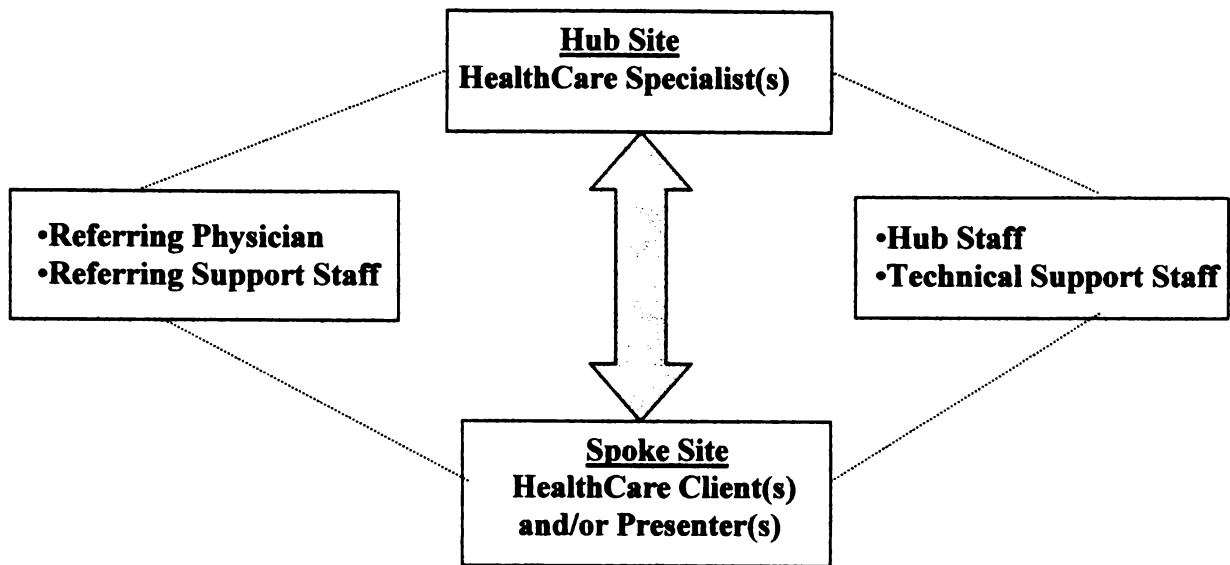 Hub Site
HealthCare Specialist(s)
•Referring Physician
•Referring Support Staff
•Hub Staff
•Technical Support Staff
Spoke Site
HealthCare Client(s)
and/or Presenter(s)